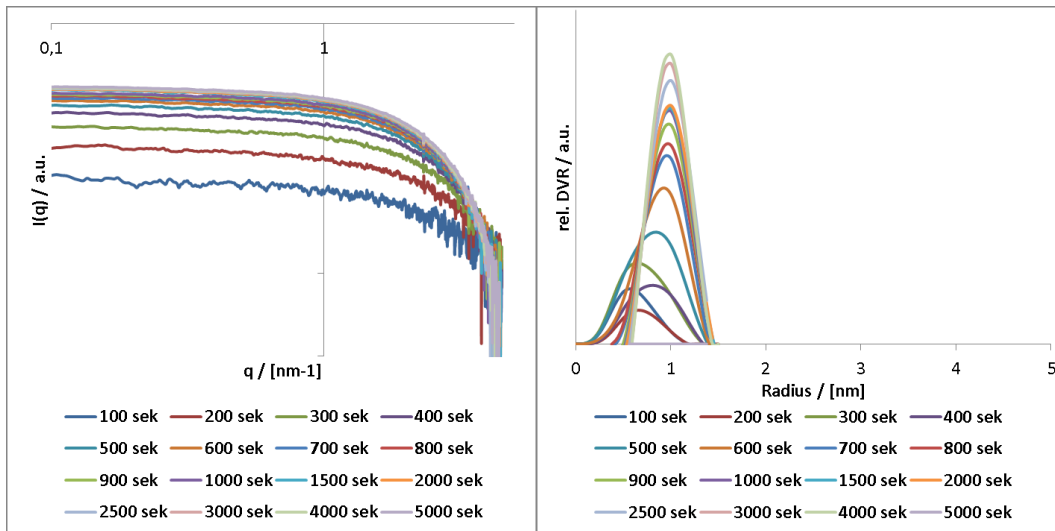 0,1 1
I(q) / a.u.
q / [nm-1]
100 sek 200 sek 300 sek 400 sek
500 sek 600 sek 700 sek 800 sek
900 sek 1000 sek 1500 sek 2000 sek
2500 sek 3000 sek 4000 sek 5000 sek
rel. DVR / a.u.
0 1 2 3 4 5
Radius / [nm]
100 sek 200 sek 300 sek 400 sek
500 sek 600 sek 700 sek 800 sek
900 sek 1000 sek 1500 sek 2000 sek
2500 sek 3000 sek 4000 sek 5000 sek